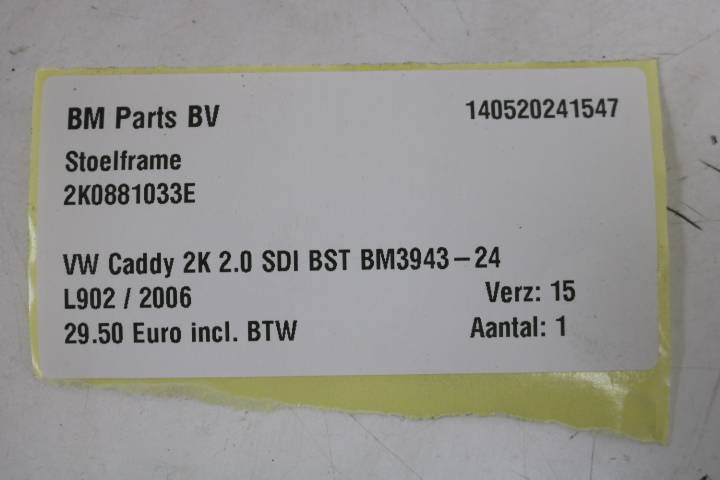 BM Parts BV 140520241547
Stoelframe
2K0881033E
VW Caddy 2K 2.0 SDI BST BM3943-24
L902 / 2006 Verz: 15
29.50 Euro incl. BTW Aantal: 1